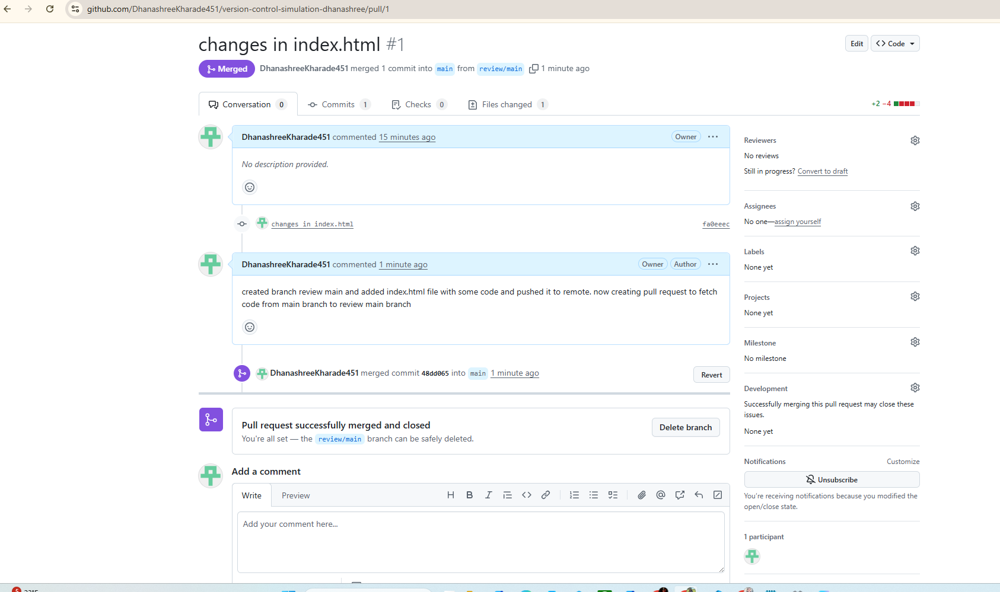 github.com/DhanashreeKharade451/version-control-simulation-dhanashree/pull/1
changes in index.html #1
Edit
Code
Merged
DhanashreeKharade451 merged 1 commit into main from review/main 1 minute ago
Conversation 0
Commits 1
Checks 0
Files changed 1
+2 −4
DhanashreeKharade451 commented 15 minutes ago
Owner
No description provided.
changes in index.html
fa0eeec
DhanashreeKharade451 commented 1 minute ago
Owner
Author
created branch review main and added index.html file with some code and pushed it to remote. now creating pull request to fetch
code from main branch to review main branch
DhanashreeKharade451 merged commit 48dd065 into main 1 minute ago
Revert
Pull request successfully merged and closed
You're all set — the review/main branch can be safely deleted.
Delete branch
Add a comment
Write
Preview
Add your comment here...
Reviewers
No reviews
Still in progress? Convert to draft
Assignees
No one—assign yourself
Labels
None yet
Projects
None yet
Milestone
No milestone
Development
Successfully merging this pull request may close these
issues.
None yet
Notifications
Customize
Unsubscribe
You're receiving notifications because you modified the
open/close state.
1 participant
5